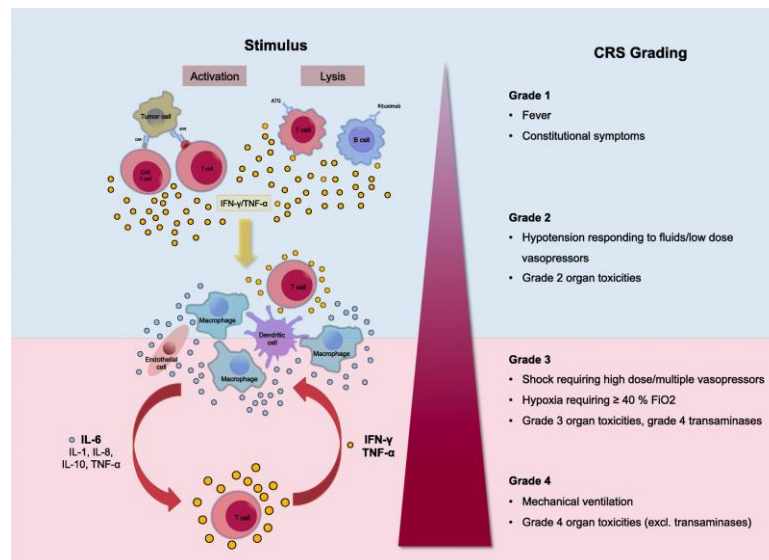 Stimulus
Activation
Lysis
Tumor cell
CAR
CAR
T cell
T cell
ATG
T cell
Rituximab
B cell
IFN-γ/TNF-α
T cell
Macrophage
Dendritic
cell
Macrophage
Endothelial
cell
Macrophage
IL-6
IL-1, IL-8,
IL-10, TNF-α
IFN-γ
TNF-α
T cell
CRS Grading
Grade 1
• Fever
• Constitutional symptoms
Grade 2
• Hypotension responding to fluids/low dose
vasopressors
• Grade 2 organ toxicities
Grade 3
• Shock requiring high dose/multiple vasopressors
• Hypoxia requiring ≥ 40 % FiO2
• Grade 3 organ toxicities, grade 4 transaminases
Grade 4
• Mechanical ventilation
• Grade 4 organ toxicities (excl. transaminases)